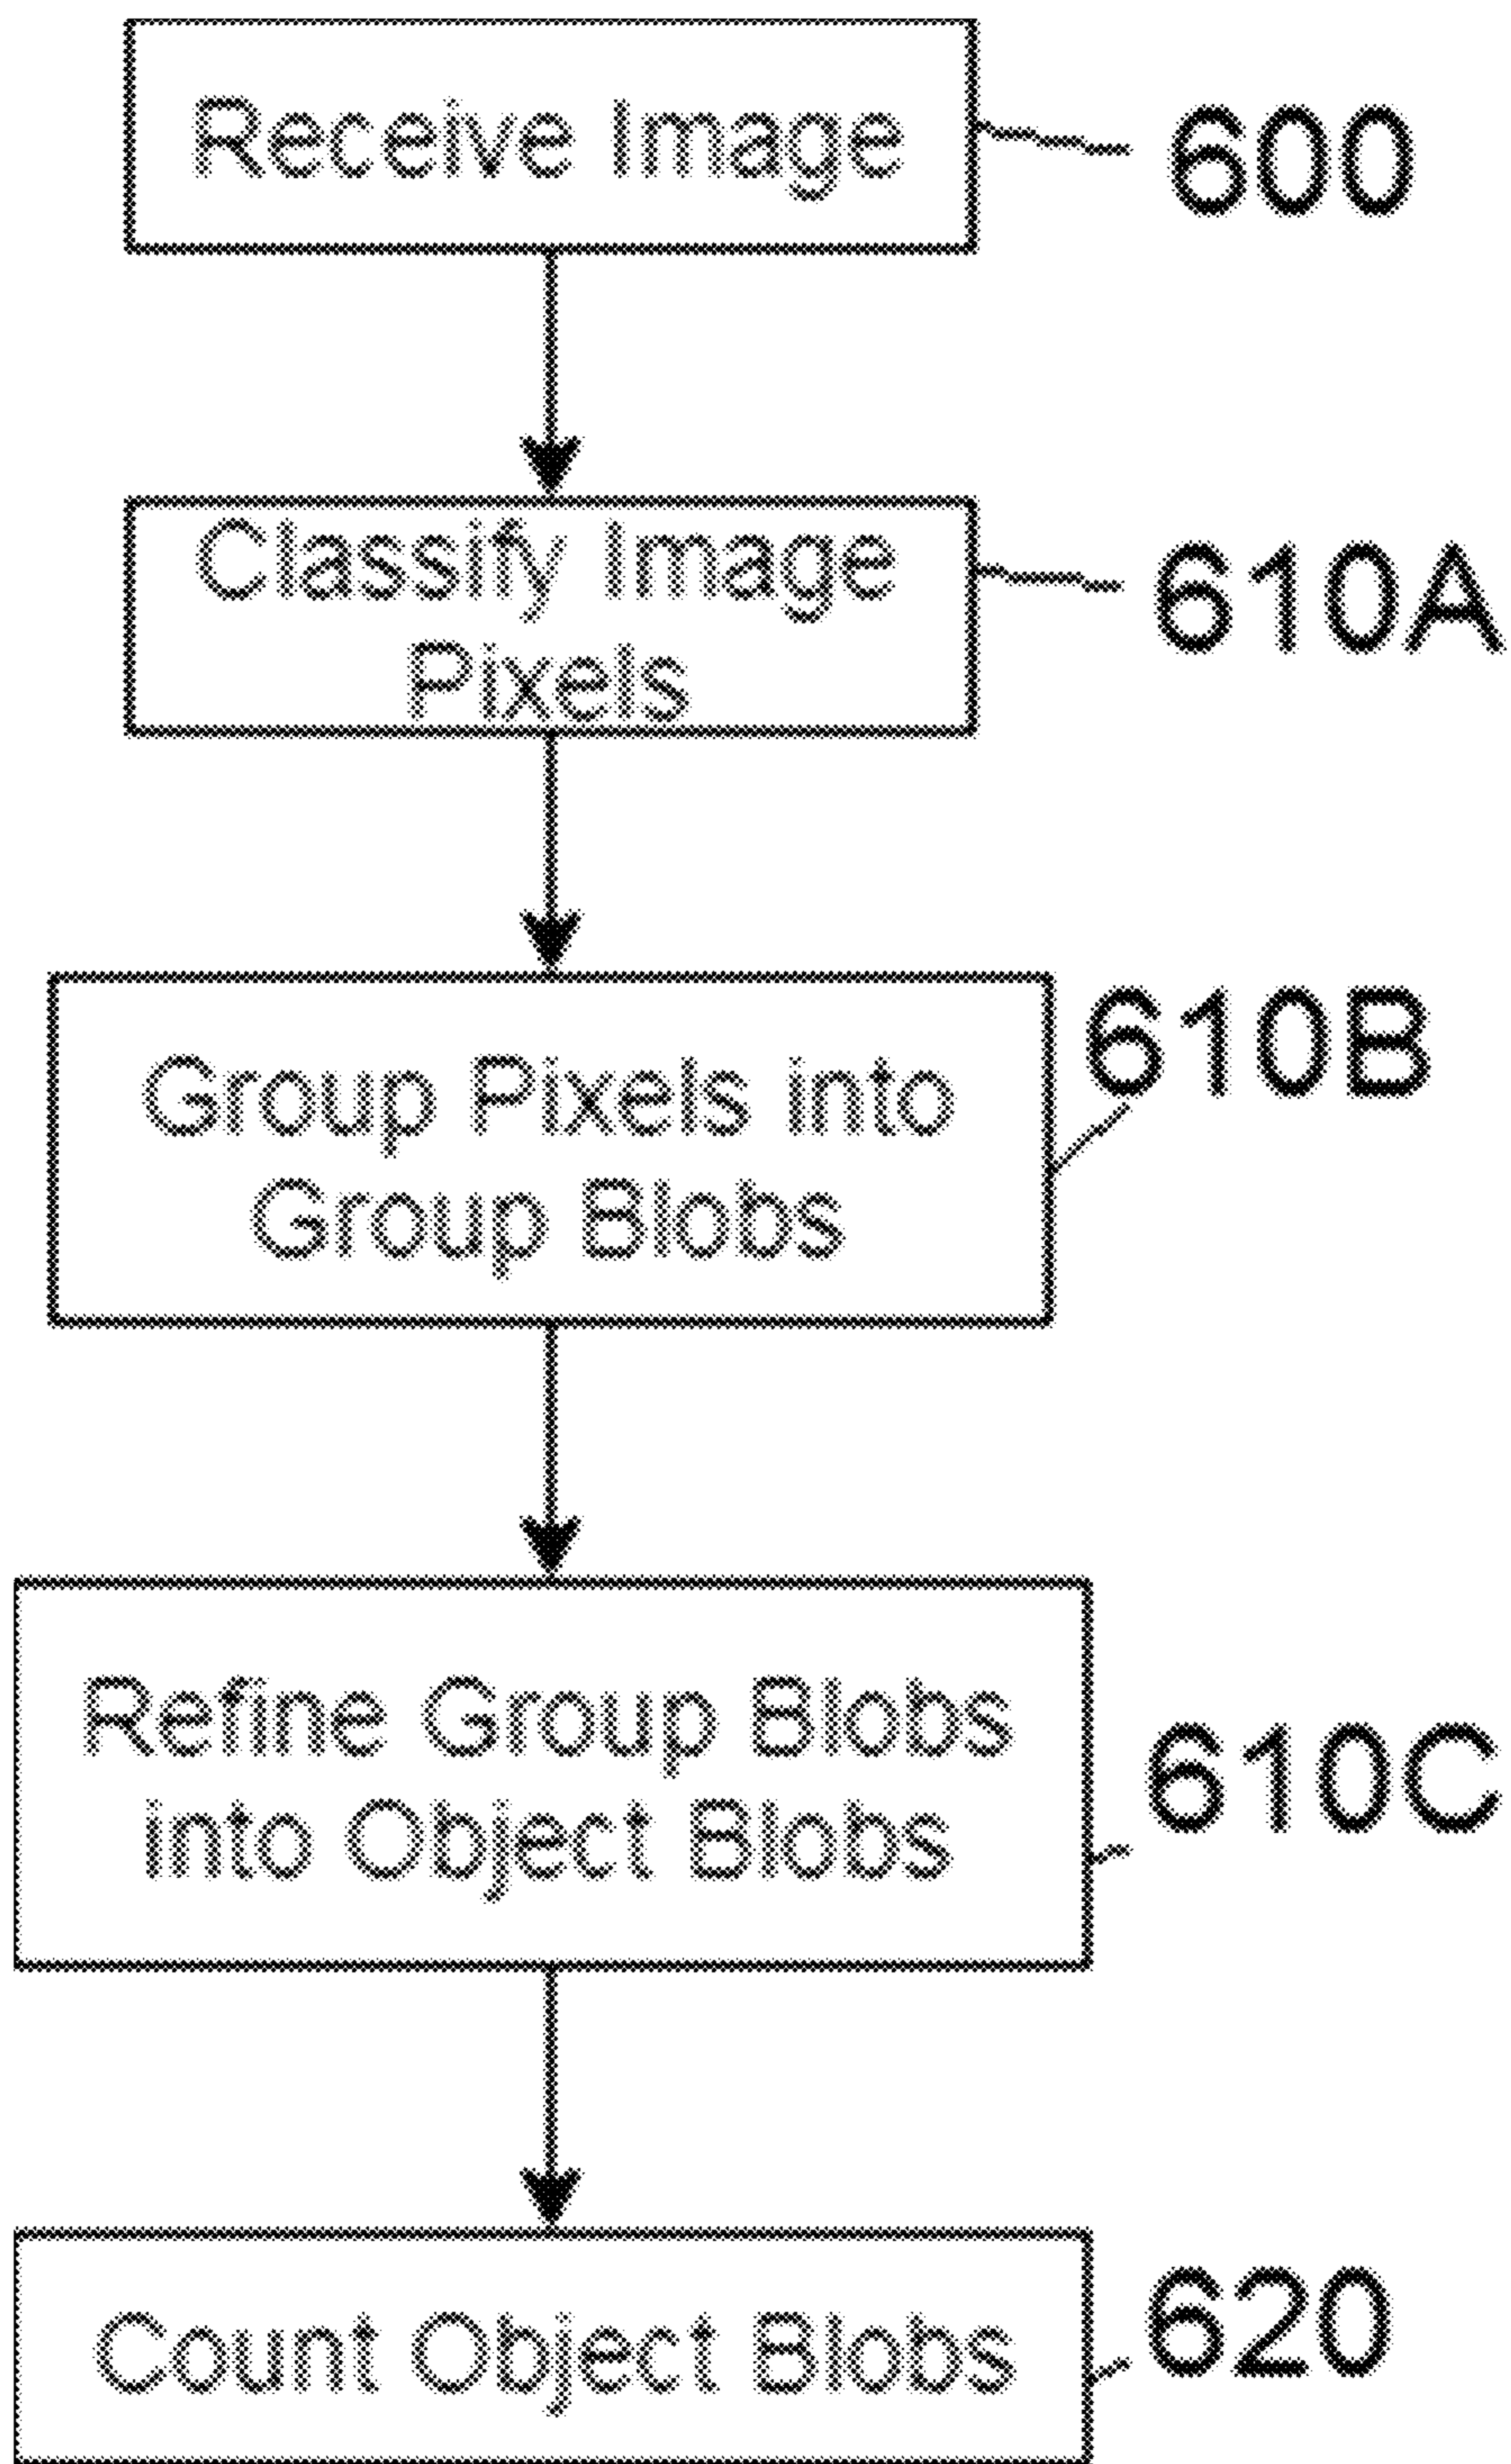 Receive Image
600
Classify Image
Pixels
610A
Group Pixels into
Group Blobs
610B
Refine Group Blobs
into Object Blobs
610C
Count Object Blobs
620